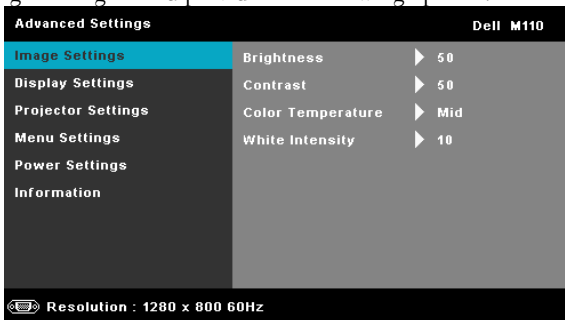 Advanced Settings Dell M110
Image Settings
Display Settings
Projector Settings
Menu Settings
Power Settings
Information
Brightness 50
Contrast 50
Color Temperature Mid
White Intensity 10
Resolution : 1280 x 800 60Hz